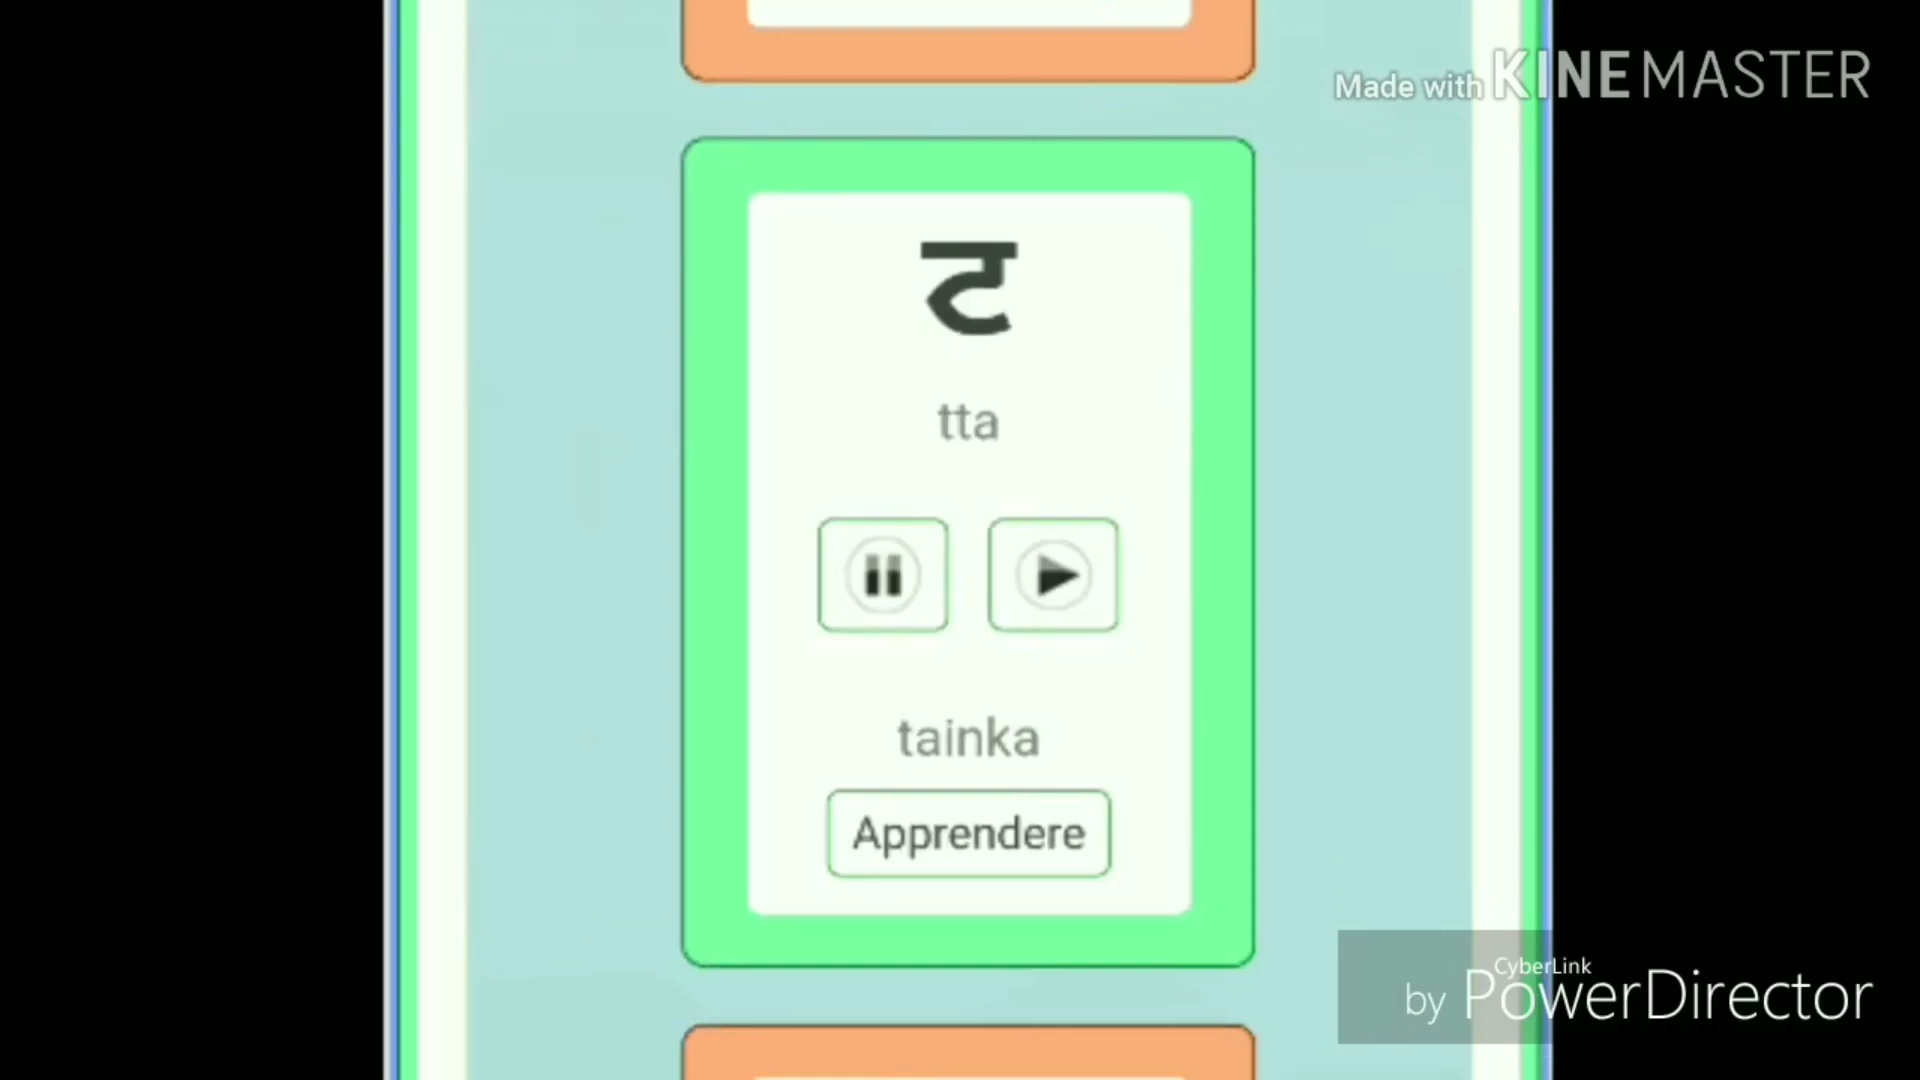 Made with KINEMASTER
ट
tta
tainka
Apprendere
CyberLink
by PowerDirector